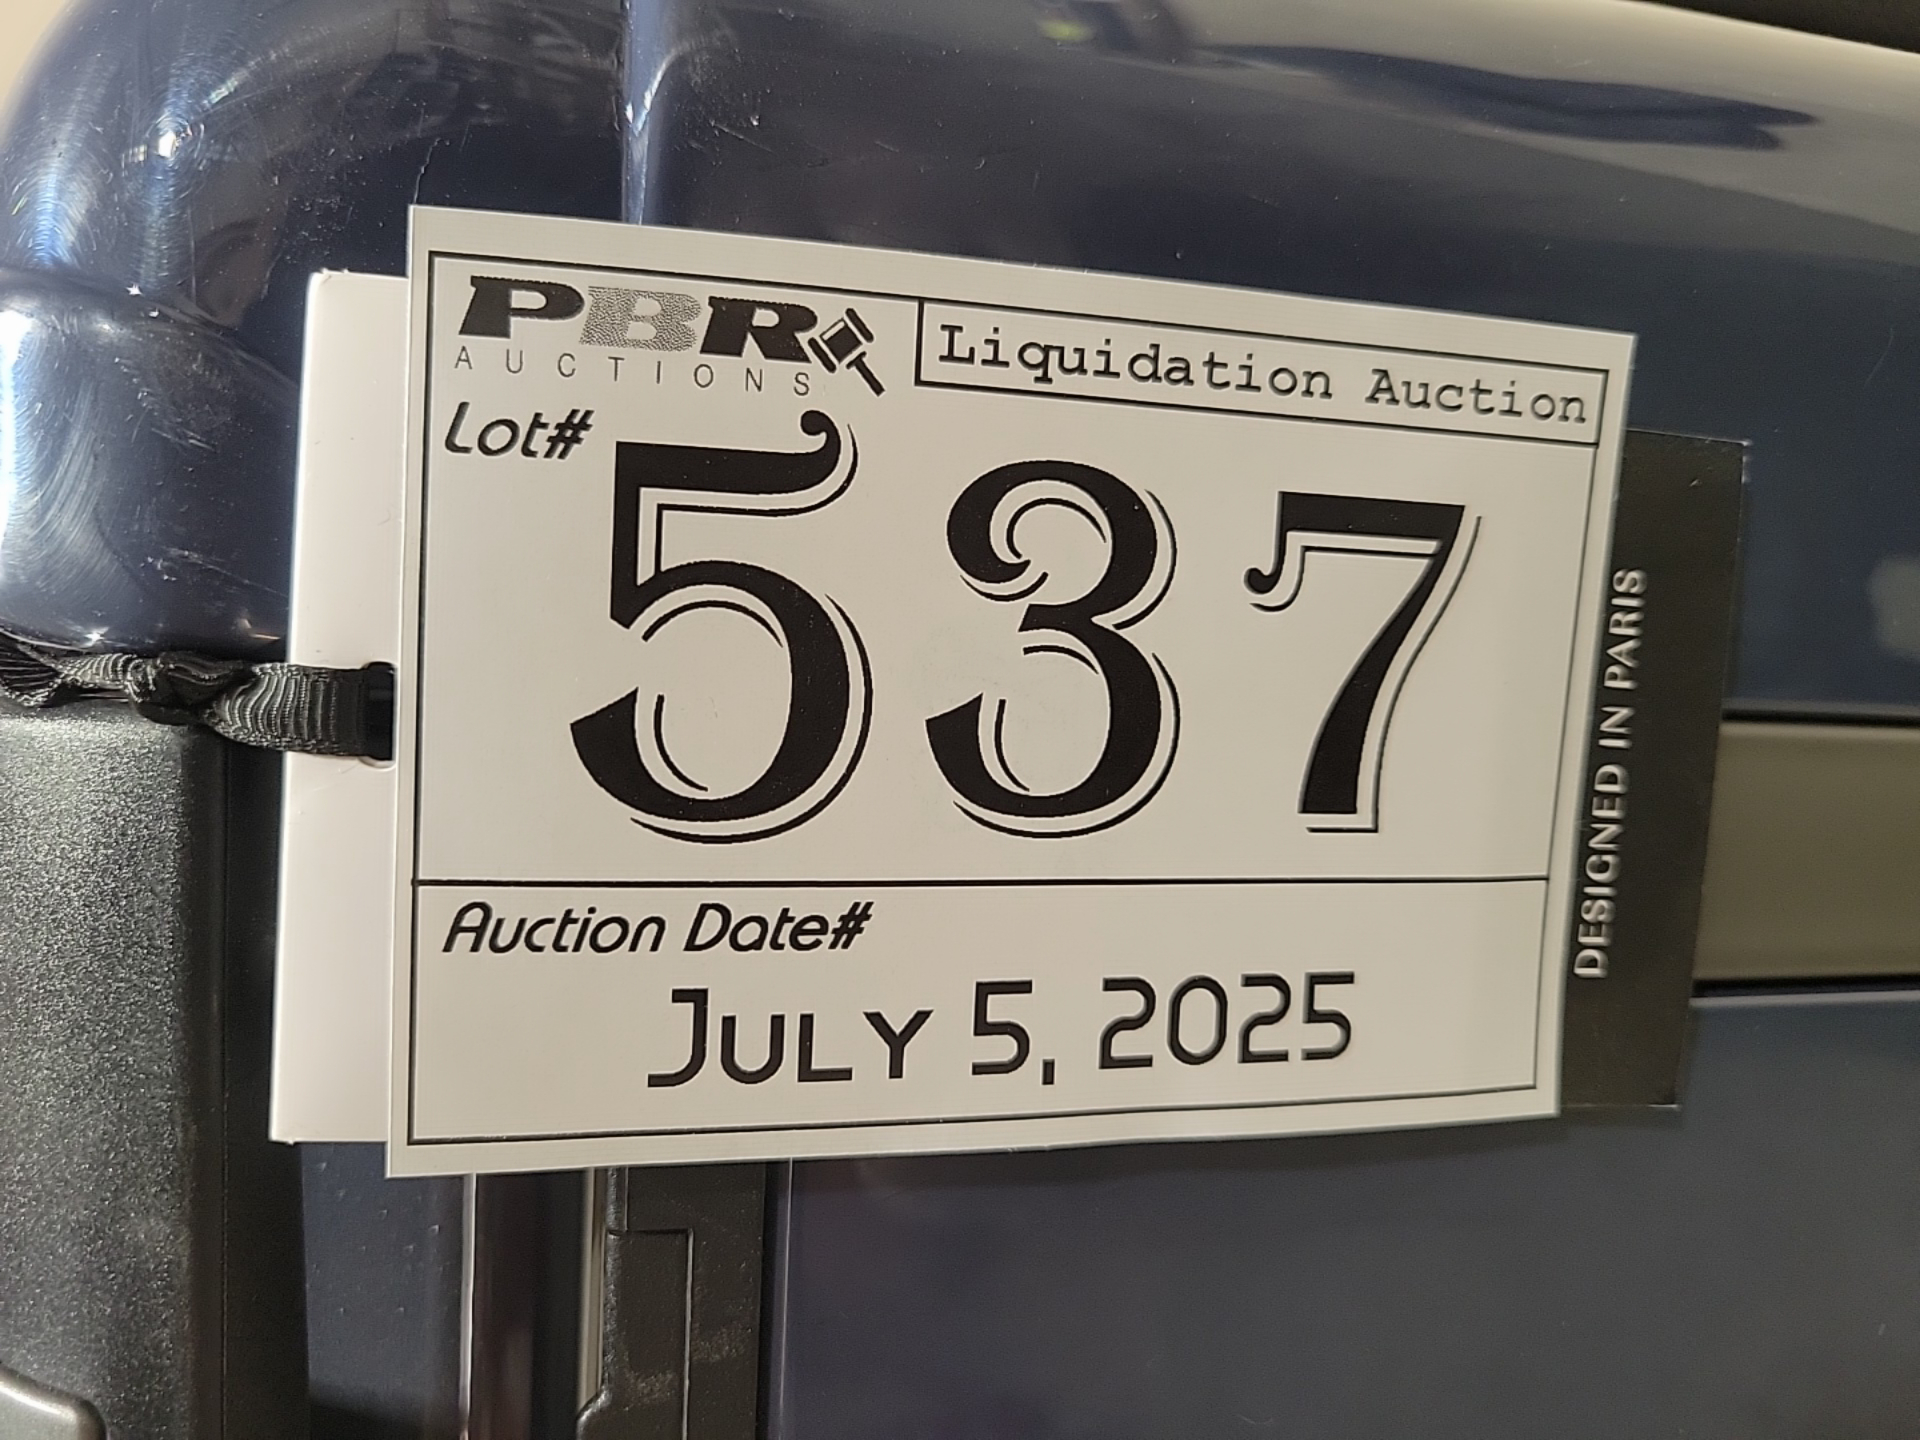 PBR
AUCTIONS
Liquidation Auction
Lot#
537
Auction Date#
JULY 5, 2025
DESIGNED IN PARIS